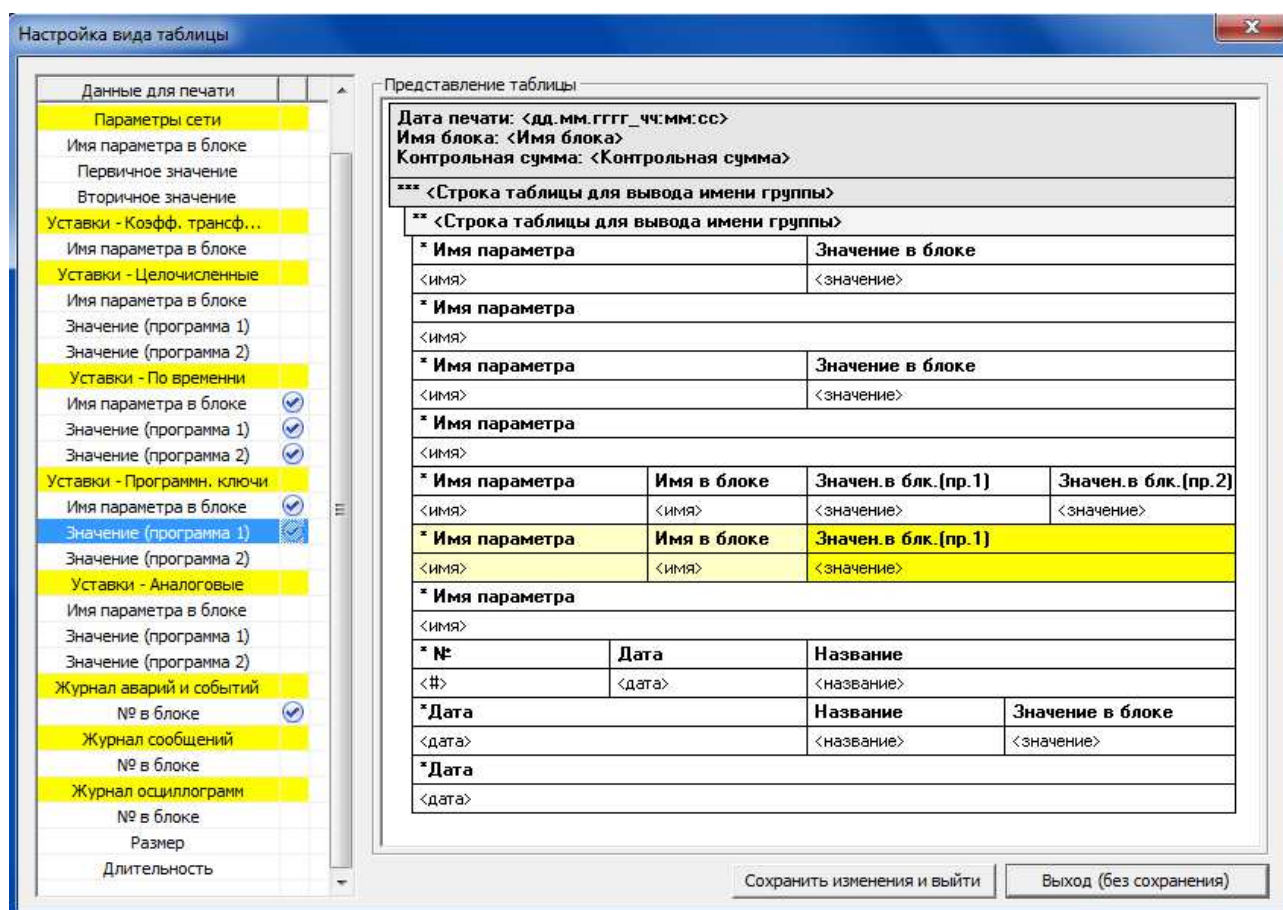 Настройка вида таблицы
Данные для печати
Параметры сети
Имя параметра в блоке
Первичное значение
Вторичное значение
Уставки - Коэфф. трансф...
Имя параметра в блоке
Уставки - Целочисленные
Имя параметра в блоке
Значение (программа 1)
Значение (программа 2)
Уставки - По временни
Имя параметра в блоке
Значение (программа 1)
Значение (программа 2)
Уставки - Программн. ключи
Имя параметра в блоке
Значение (программа 1)
Значение (программа 2)
Уставки - Аналоговые
Имя параметра в блоке
Значение (программа 1)
Значение (программа 2)
Журнал аварий и событий
№ в блоке
Журнал сообщений
№ в блоке
Журнал осциллограмм
№ в блоке
Размер
Длительность
Представление таблицы
Дата печати: <дд.мм.гггг_чч:мм:сс>
Имя блока: <Имя блока>
Контрольная сумма: <Контрольная сумма>
*** <Строка таблицы для вывода имени группы>
** <Строка таблицы для вывода имени группы>
* Имя параметра Значение в блоке
<имя> <значение>
* Имя параметра
<имя>
* Имя параметра Значение в блоке
<имя> <значение>
* Имя параметра
<имя>
* Имя параметра Имя в блоке Значен.в блк.(пр.1) Значен.в блк.(пр.2)
<имя> <имя> <значение> <значение>
* Имя параметра Имя в блоке Значен.в блк.(пр.1)
<имя> <имя> <значение>
* Имя параметра
<имя>
* № Дата Название
<#> <дата> <название>
*Дата Название Значение в блоке
<дата> <название> <значение>
*Дата
<дата>
Сохранить изменения и выйти Выход (без сохранения)